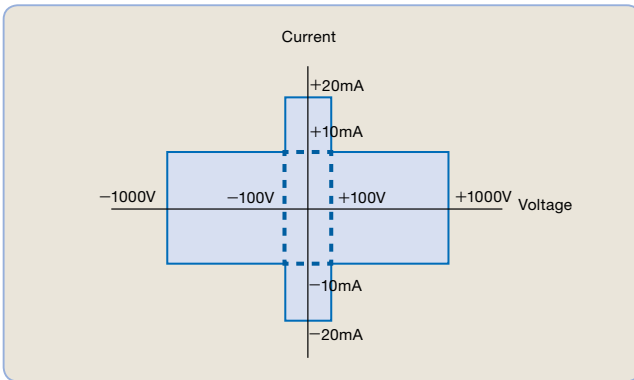 Current
+20mA
+10mA
−1000V
−100V
+100V
+1000V
Voltage
−10mA
−20mA